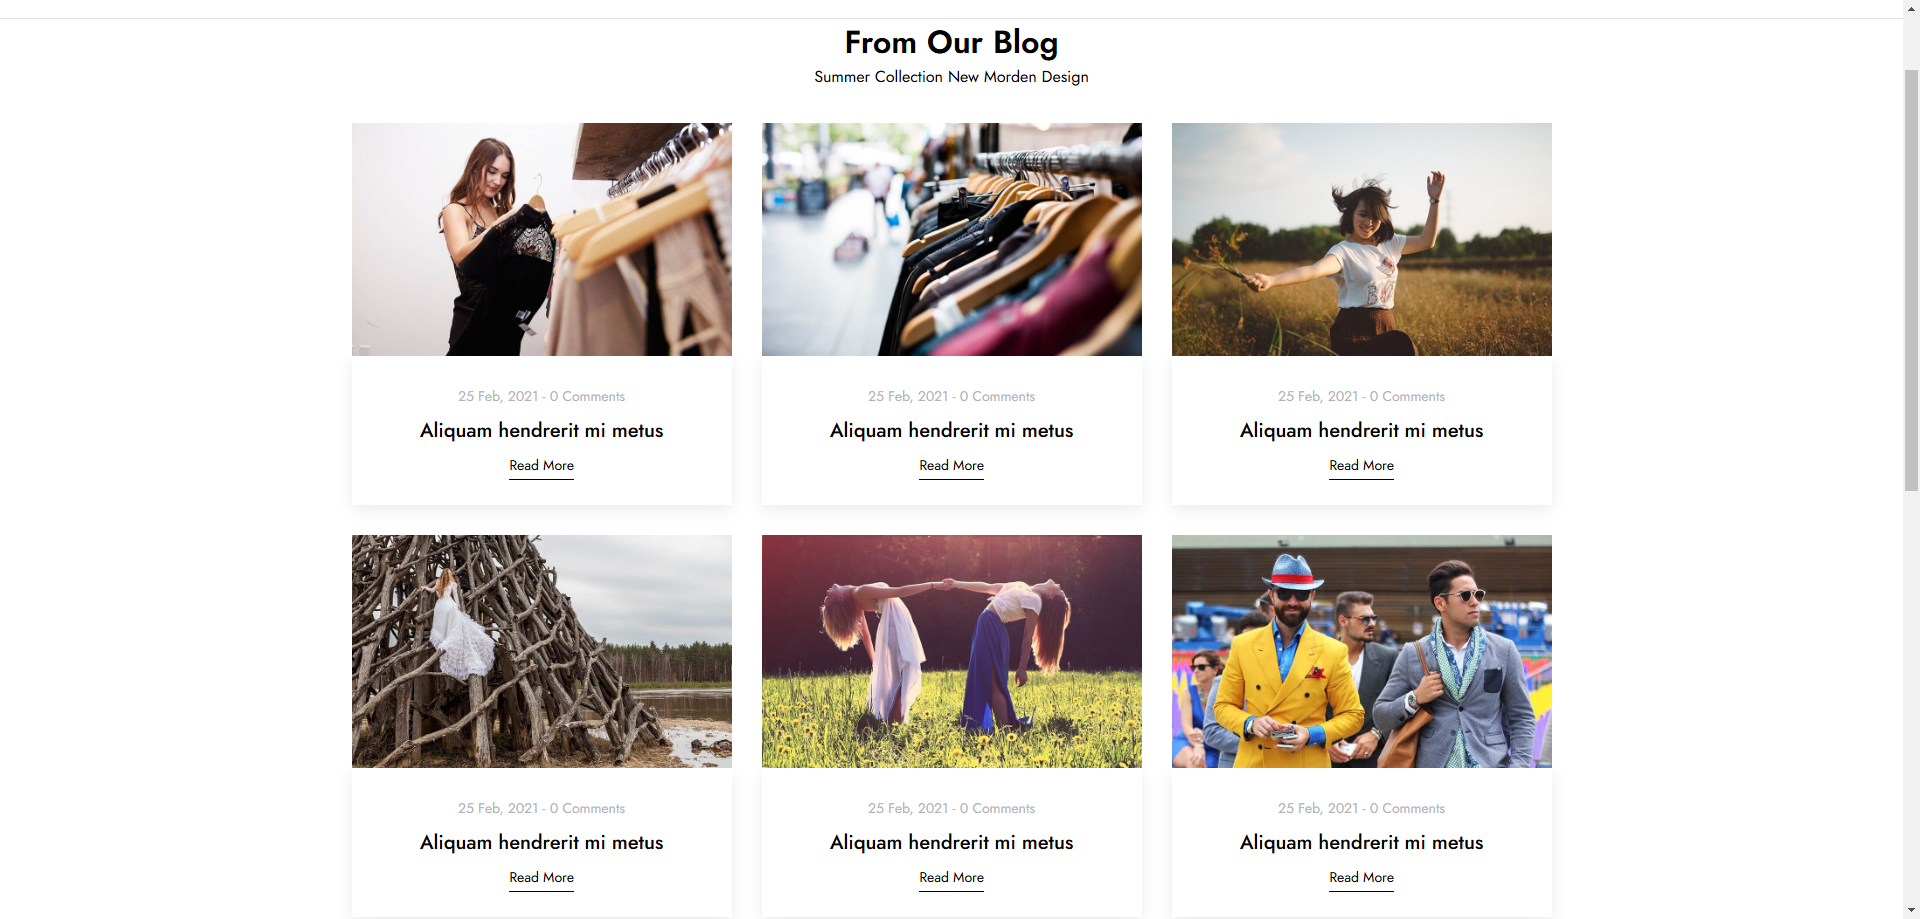 From Our Blog
Summer Collection New Morden Design
25 Feb, 2021 - 0 Comments
Aliquam hendrerit mi metus
Read More
25 Feb, 2021 - 0 Comments
Aliquam hendrerit mi metus
Read More
25 Feb, 2021 - 0 Comments
Aliquam hendrerit mi metus
Read More
25 Feb, 2021 - 0 Comments
Aliquam hendrerit mi metus
Read More
25 Feb, 2021 - 0 Comments
Aliquam hendrerit mi metus
Read More
25 Feb, 2021 - 0 Comments
Aliquam hendrerit mi metus
Read More